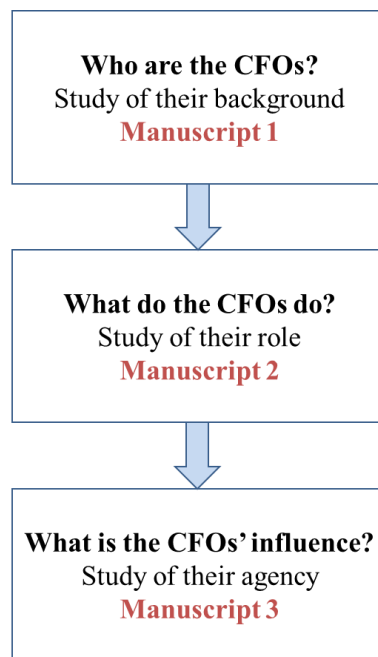 Who are the CFOs?
Study of their background
Manuscript 1
What do the CFOs do?
Study of their role
Manuscript 2
What is the CFOs’ influence?
Study of their agency
Manuscript 3